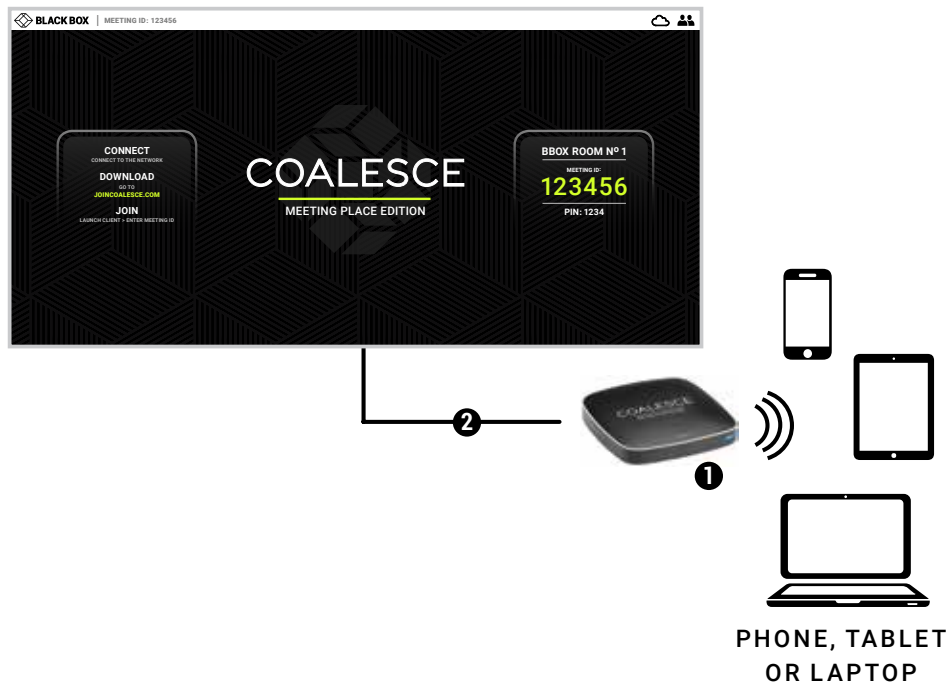 BLACK BOX
MEETING ID: 123456
CONNECT
CONNECT TO THE NETWORK
DOWNLOAD
GO TO
JOINCOALESCE.COM
JOIN
LAUNCH CLIENT > ENTER MEETING ID
COALESCE
MEETING PLACE EDITION
BBOX ROOM Nº 1
MEETING ID:
123456
PIN: 1234
2
COALESCE
1
PHONE, TABLET
OR LAPTOP